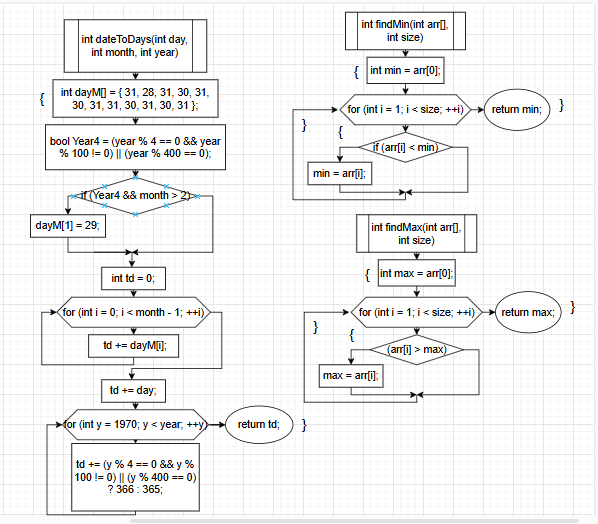 int dateToDays(int day,
int month, int year)
{
int dayM[] = { 31, 28, 31, 30, 31,
30, 31, 31, 30, 31, 30, 31 };
bool Year4 = (year % 4 == 0 && year
% 100 != 0) || (year % 400 == 0);
if (Year4 && month > 2)
dayM[1] = 29;
int td = 0;
for (int i = 0; i < month - 1; ++i)
td += dayM[i];
td += day;
for (int y = 1970; y < year; ++y)
return td;
}
td += (y % 4 == 0 && y %
100 != 0) || (y % 400 == 0)
? 366 : 365;
int findMin(int arr[],
int size)
{
int min = arr[0];
for (int i = 1; i < size; ++i)
return min;
}
}
{
if (arr[i] < min)
min = arr[i];
int findMax(int arr[],
int size)
{
int max = arr[0];
for (int i = 1; i < size; ++i)
return max;
}
}
{
(arr[i] > max)
max = arr[i];